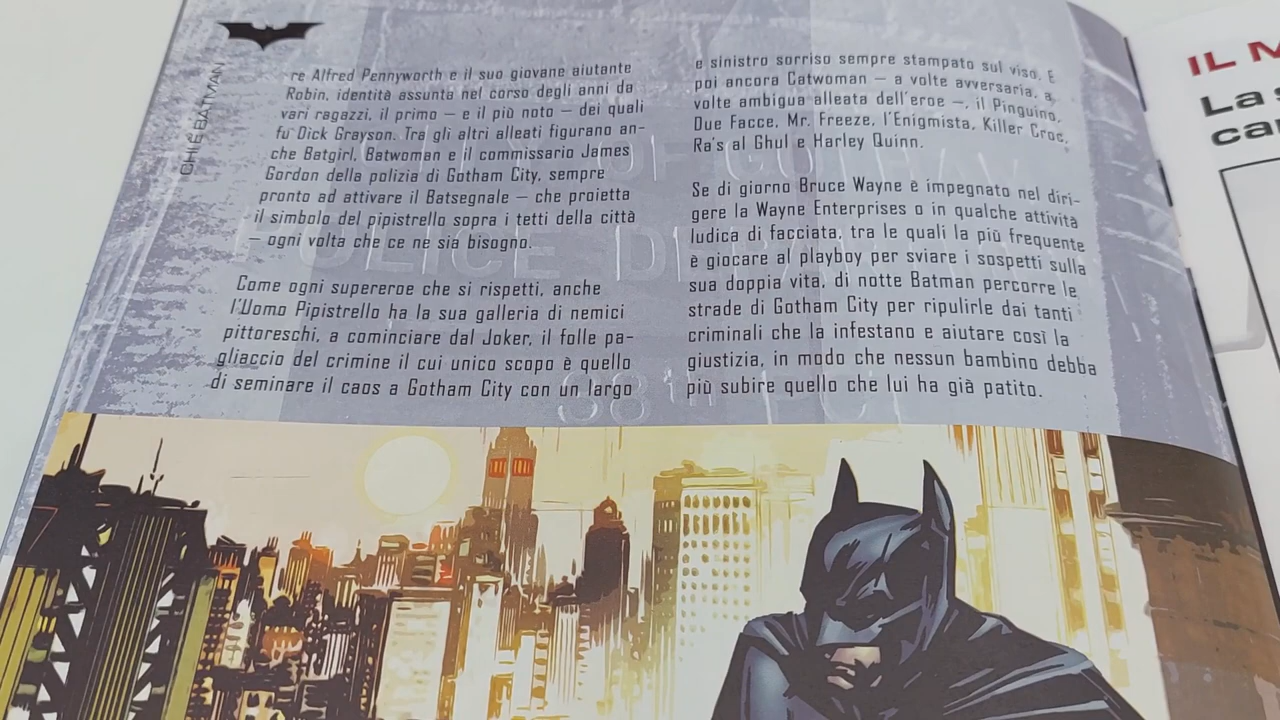 CHI È BATMAN
re Alfred Pennyworth e il suo giovane aiutante
Robin, identità assunta nel corso degli anni da
vari ragazzi, il primo — e il più noto — dei quali
fu Dick Grayson. Tra gli altri alleati figurano an-
che Batgirl, Batwoman e il commissario James
Gordon della polizia di Gotham City, sempre
pronto ad attivare il Batsegnale — che proietta
il simbolo del pipistrello sopra i tetti della città
— ogni volta che ce ne sia bisogno.
Come ogni supereroe che si rispetti, anche
l'Uomo Pipistrello ha la sua galleria di nemici
pittoreschi, a cominciare dal Joker, il folle pa-
gliaccio del crimine il cui unico scopo è quello
di seminare il caos a Gotham City con un largo
e sinistro sorriso sempre stampato sul viso. E
poi ancora Catwoman — a volte avversaria, a
volte ambigua alleata dell'eroe —, il Pinguino,
Due Facce, Mr. Freeze, l'Enigmista, Killer Croc,
Ra's al Ghul e Harley Quinn.
Se di giorno Bruce Wayne è impegnato nel diri-
gere la Wayne Enterprises o in qualche attività
ludica di facciata, tra le quali la più frequente
è giocare al playboy per sviare i sospetti sulla
sua doppia vita, di notte Batman percorre le
strade di Gotham City per ripulirle dai tanti
criminali che la infestano e aiutare così la
giustizia, in modo che nessun bambino debba
più subire quello che lui ha già patito.
CITY OF GOTHAM
POLICE
38th PCT
IL
La